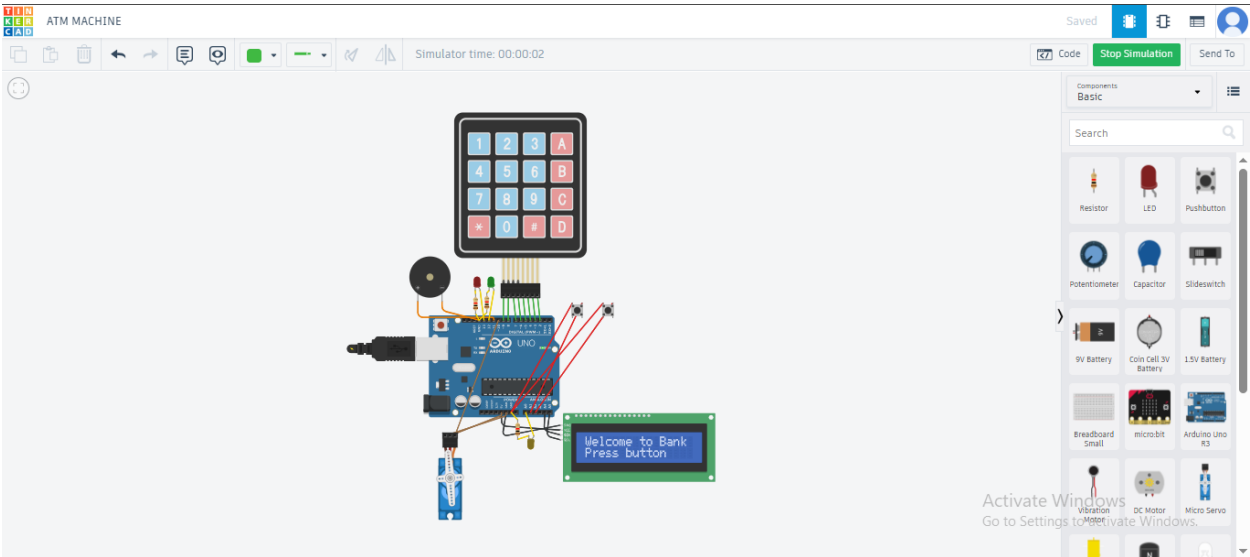 TIN
KER
CAD
ATM MACHINE
Saved
Simulator time: 00:00:02
Code
Stop Simulation
Send To
Components
Basic
Search
Resistor
LED
Pushbutton
Potentiometer
Capacitor
Slideswitch
9V Battery
Coin Cell 3V
Battery
1.5V Battery
Breadboard
Small
micro:bit
Arduino Uno
R3
Vibration
Motor
DC Motor
Micro Servo
1 2 3 A
4 5 6 B
7 8 9 C
* 0 # D
UNO
ARDUINO
Welcome to Bank
Press button
Activate Windows
Go to Settings to activate Windows.